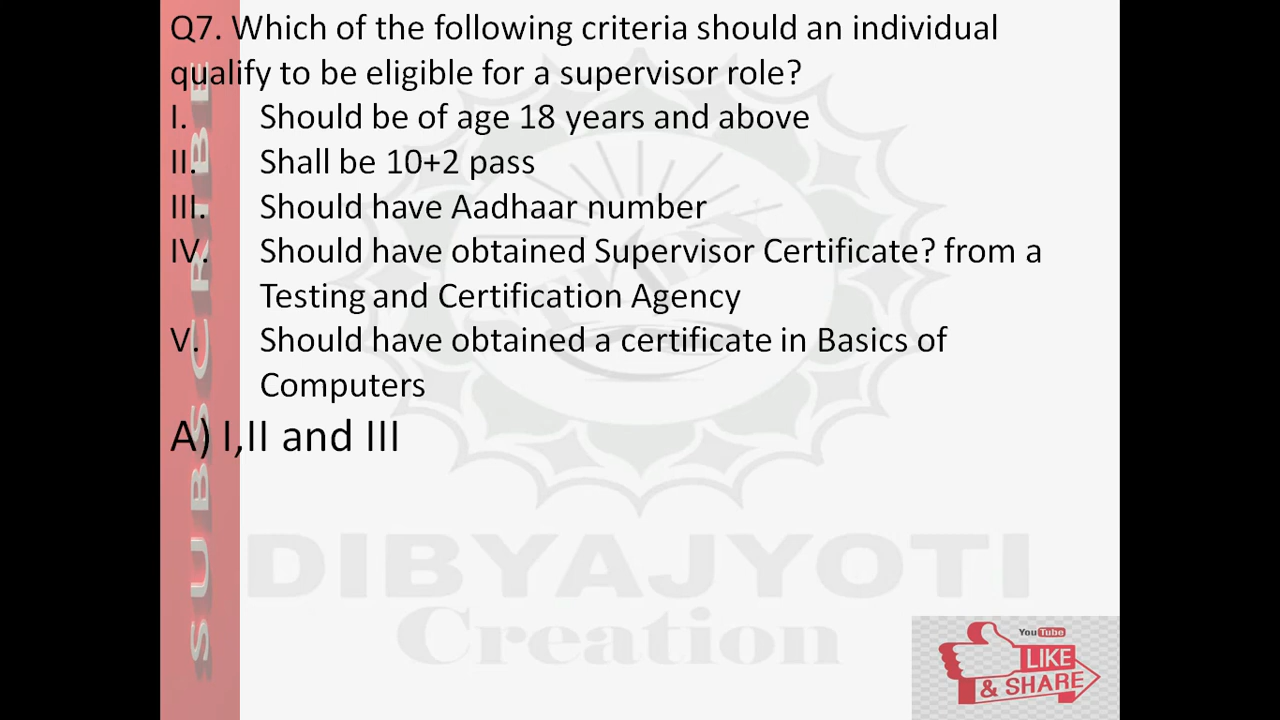 Q7. Which of the following criteria should an individual
qualify to be eligible for a supervisor role?
I. Should be of age 18 years and above
II. Shall be 10+2 pass
III. Should have Aadhaar number
IV. Should have obtained Supervisor Certificate? from a
Testing and Certification Agency
V. Should have obtained a certificate in Basics of
Computers
A) I,II and III
SUBSCRIBE
DIBYAJYOTI
Creation
YouTube
LIKE
& SHARE